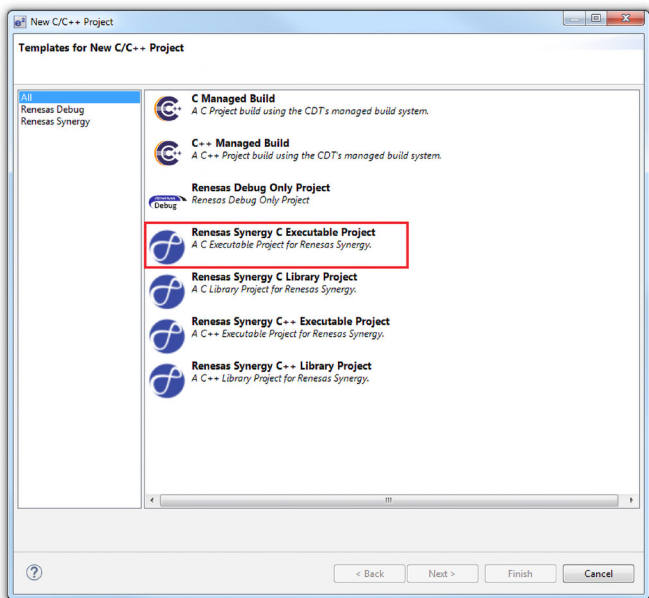 e² New C/C++ Project
Templates for New C/C++ Project
All
Renesas Debug
Renesas Synergy
C Managed Build
A C Project build using the CDT's managed build system.
C++ Managed Build
A C++ Project build using the CDT's managed build system.
Renesas Debug Only Project
Debug
Renesas Debug Only Project
Renesas Synergy C Executable Project
A C Executable Project for Renesas Synergy.
Renesas Synergy C Library Project
A C Library Project for Renesas Synergy.
Renesas Synergy C++ Executable Project
A C++ Executable Project for Renesas Synergy.
Renesas Synergy C++ Library Project
A C++ Library Project for Renesas Synergy.
? < Back Next > Finish Cancel